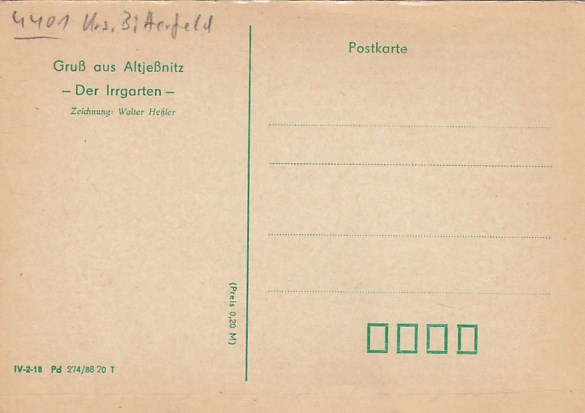 4401 Krs. Bitterfeld
Gruß aus Altjeßnitz
– Der Irrgarten –
Zeichnung: Walter Heßler
Postkarte
(Preis 0,20 M)
IV-2-18 Pd 274/88 20 T